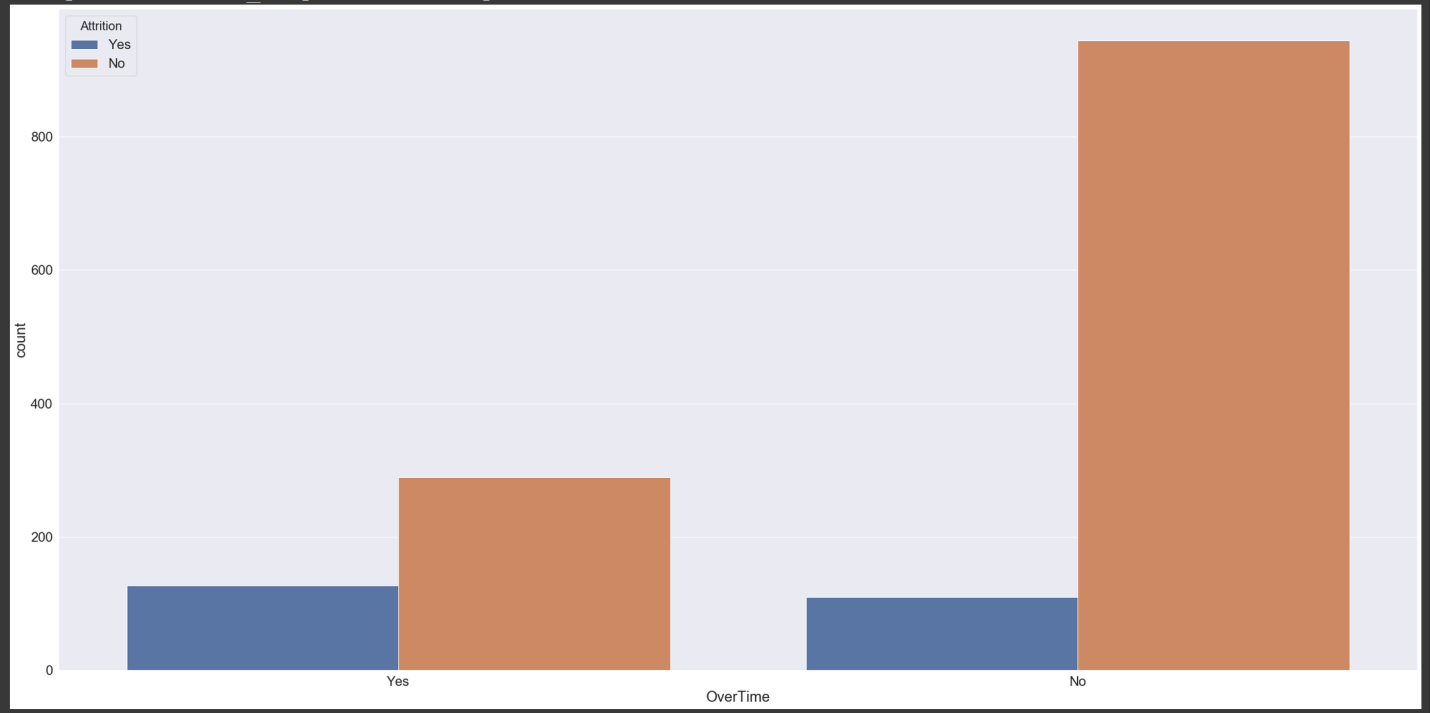 Attrition
Yes
No
800
600
400
200
0
count
Yes
No
OverTime